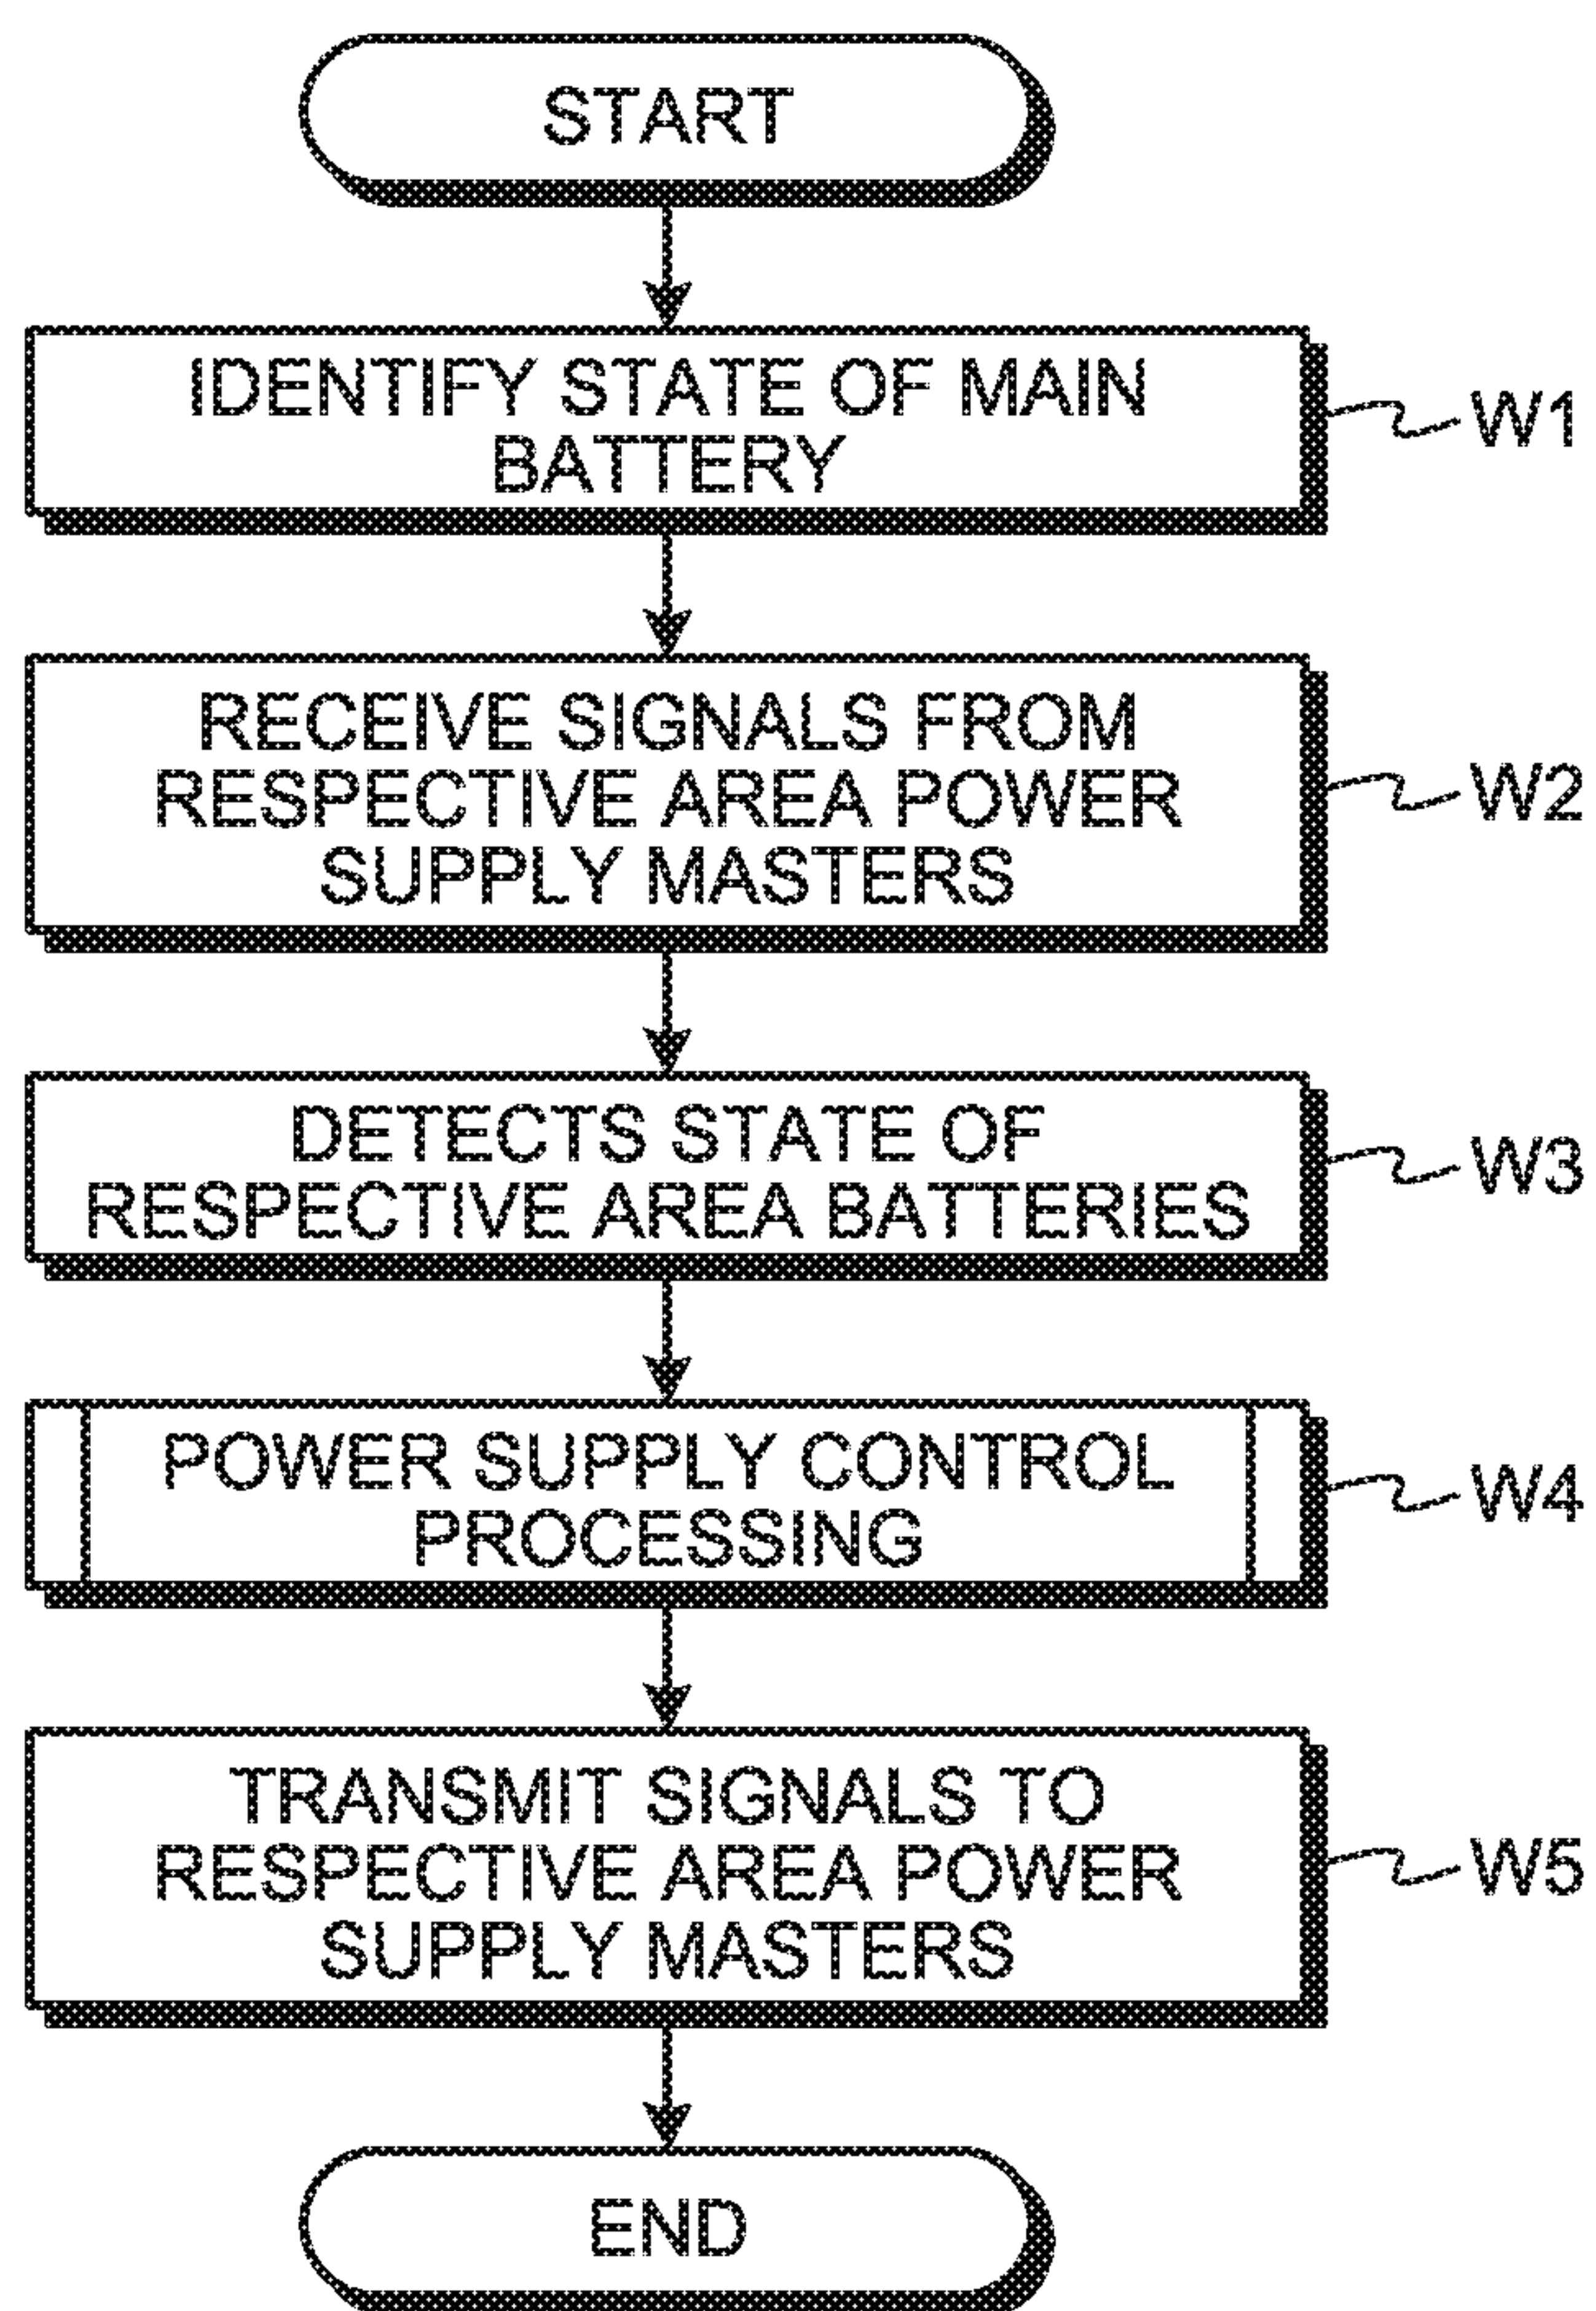 START
IDENTIFY STATE OF MAIN
BATTERY
W1
RECEIVE SIGNALS FROM
RESPECTIVE AREA POWER
SUPPLY MASTERS
W2
DETECTS STATE OF
RESPECTIVE AREA BATTERIES
W3
POWER SUPPLY CONTROL
PROCESSING
W4
TRANSMIT SIGNALS TO
RESPECTIVE AREA POWER
SUPPLY MASTERS
W5
END